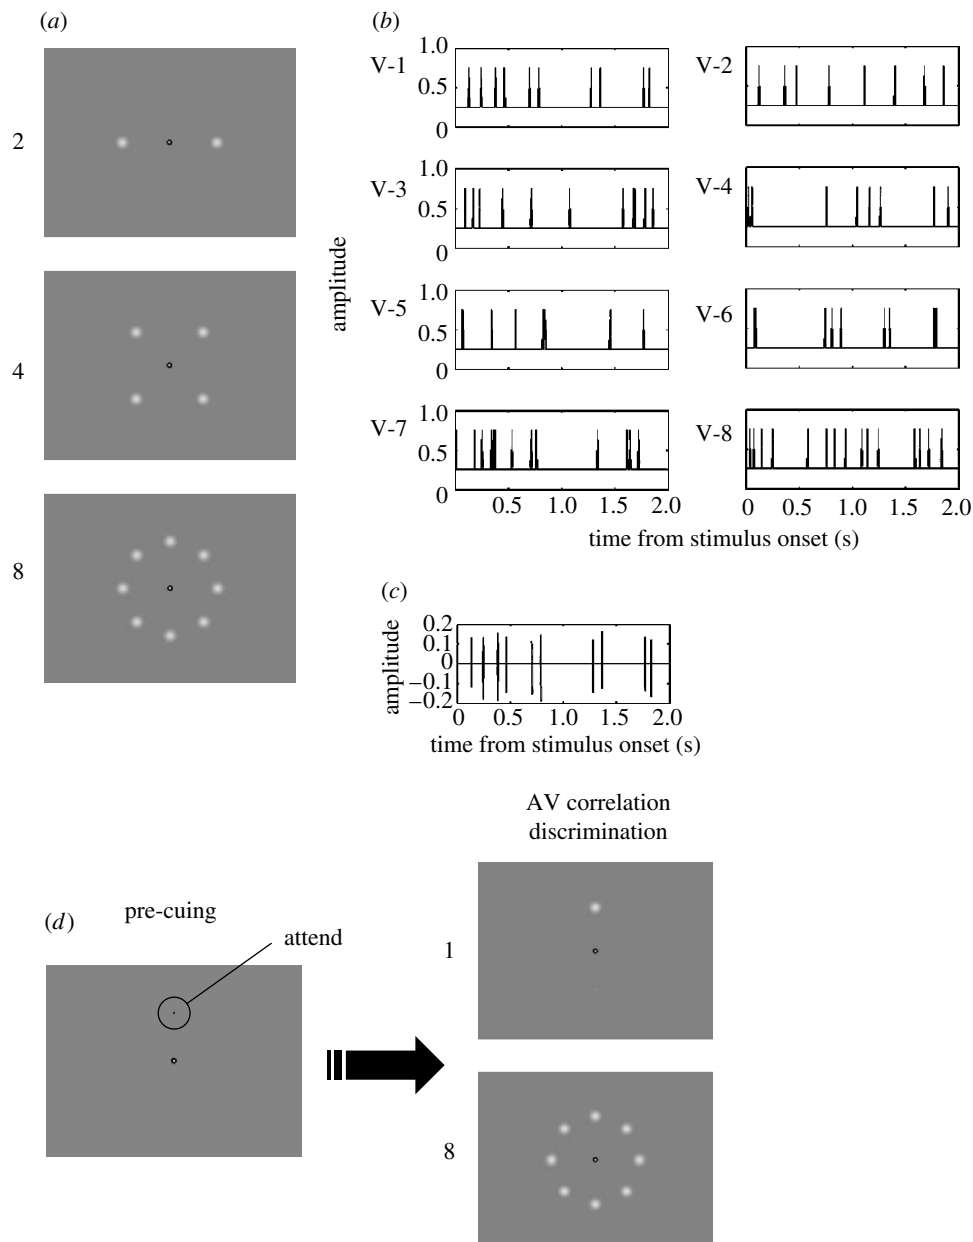 (a)
2
4
8
(b)
amplitude
V-1
1.0
0.5
0
V-2
V-3
1.0
0.5
0
V-4
V-5
1.0
0.5
0
V-6
V-7
1.0
0.5
0
0.5 1.0 1.5 2.0
V-8
0 0.5 1.0 1.5 2.0
time from stimulus onset (s)
(c)
amplitude
0.2
0.1
0
−0.1
−0.2
0 0.5 1.0 1.5 2.0
time from stimulus onset (s)
(d)
pre-cuing
attend
AV correlation
discrimination
1
8